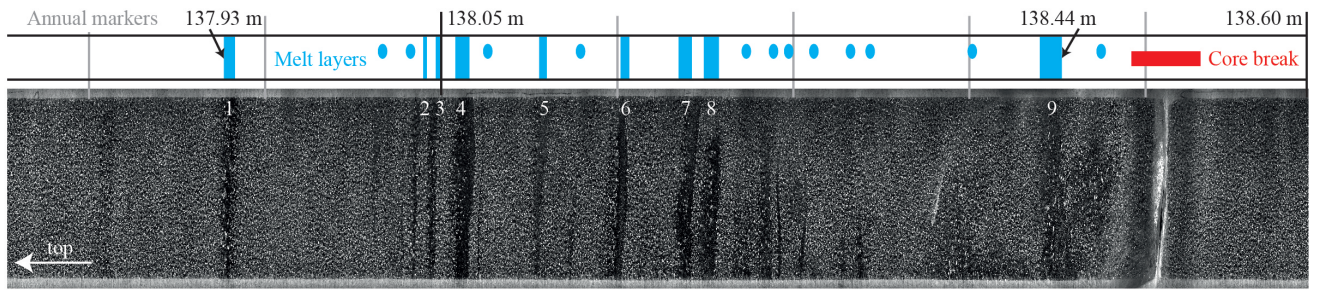 Annual markers 137.93 m 138.05 m 138.44 m 138.60 m
Melt layers Core break
1 2 3 4 5 6 7 8 9
top